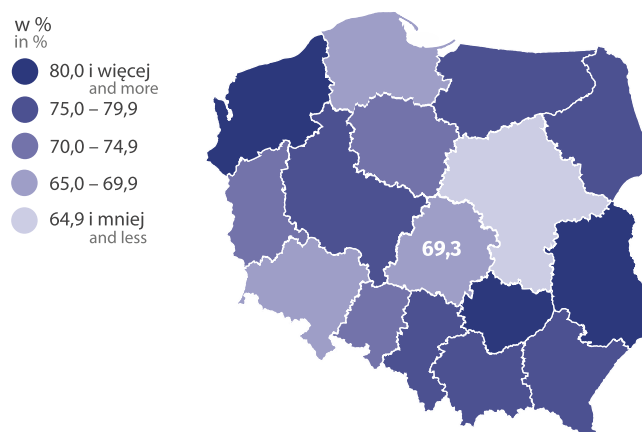 w %
in %
80,0 i więcej
and more
75,0 – 79,9
70,0 – 74,9
65,0 – 69,9
64,9 i mniej
and less
69,3